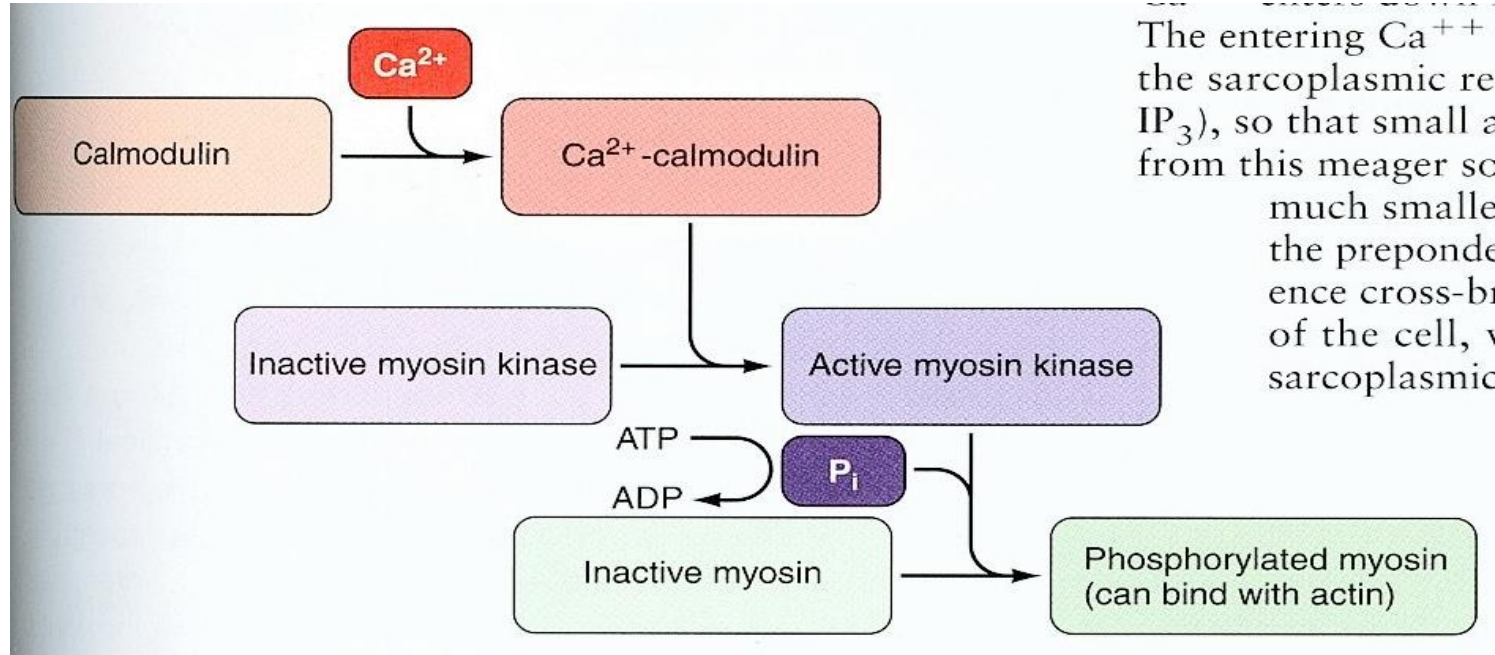 Ca²⁺
Calmodulin
Ca²⁺-calmodulin
Inactive myosin kinase
Active myosin kinase
ATP
ADP
Pᵢ
Inactive myosin
Phosphorylated myosin
(can bind with actin)
The entering Ca⁺⁺
the sarcoplasmic re
IP₃), so that small a
from this meager so
much smalle
the preponde
ence cross-br
of the cell, w
sarcoplasmic